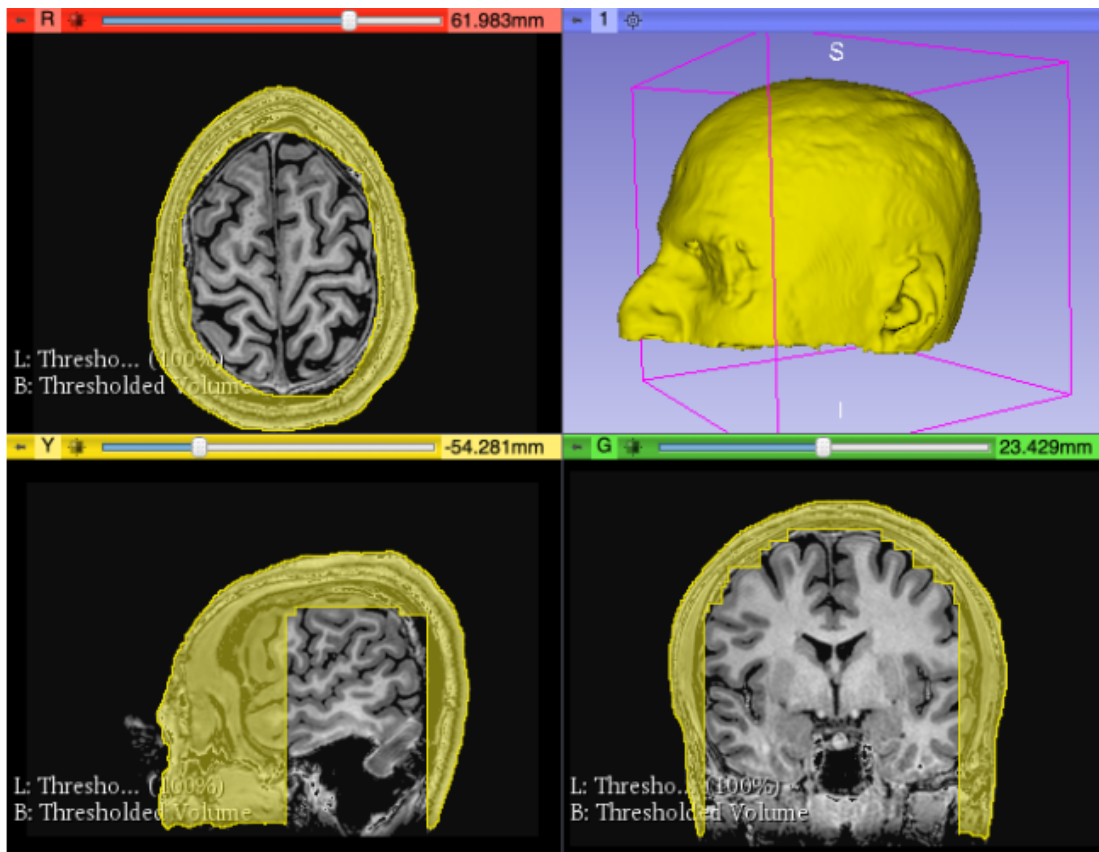 R 61.983mm
1
S
I
L: Thresho... (100%)
B: Thresholded Volume
Y -54.281mm
G 23.429mm
L: Thresho... (100%)
B: Thresholded Volume
L: Thresho... (100%)
B: Thresholded Volume